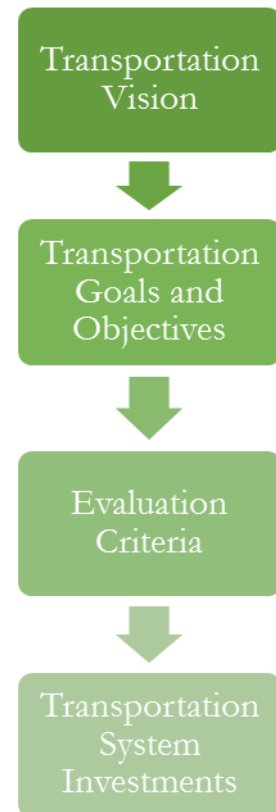 Transportation
Vision
Transportation
Goals and
Objectives
Evaluation
Criteria
Transportation
System
Investments